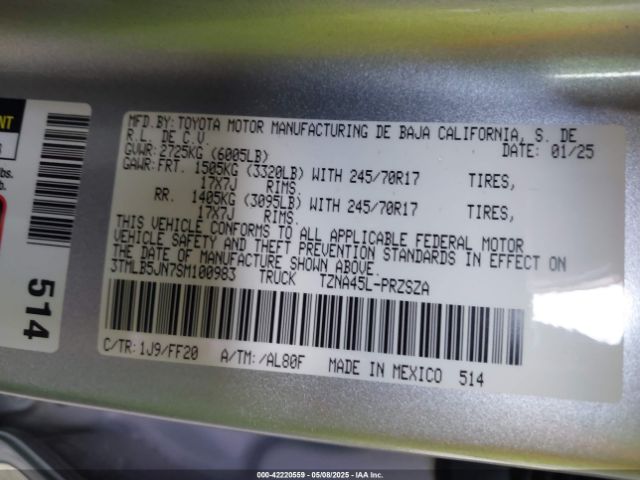 MFD.BY:TOYOTA MOTOR MANUFACTURING DE BAJA CALIFORNIA, S. DE
R.L. DE C.V.
DATE: 01/25
GVWR:2725KG (6005LB)
GAWR:FRT. 1505KG (3320LB) WITH 245/70R17 TIRES,
17X7J RIMS.
RR. 1405KG (3095LB) WITH 245/70R17 TIRES,
17X7J RIMS.
THIS VEHICLE CONFORMS TO ALL APPLICABLE FEDERAL MOTOR
VEHICLE SAFETY AND THEFT PREVENTION STANDARDS IN EFFECT ON
THE DATE OF MANUFACTURE SHOWN ABOVE.
3TMLB5JN7SM100983 TRUCK TZNA45L-PRZSZA
C/TR:1J9/FF20 A/TM:/AL80F MADE IN MEXICO 514
514
lbs.
00-42220559 - 05/08/2025 - IAA Inc.